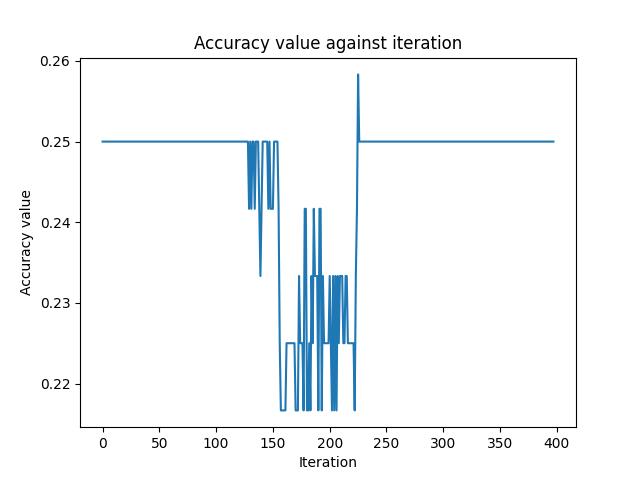 Accuracy value against iteration
0.26
0.25
0.24
0.23
0.22
Accuracy value
0 50 100 150 200 250 300 350 400
Iteration